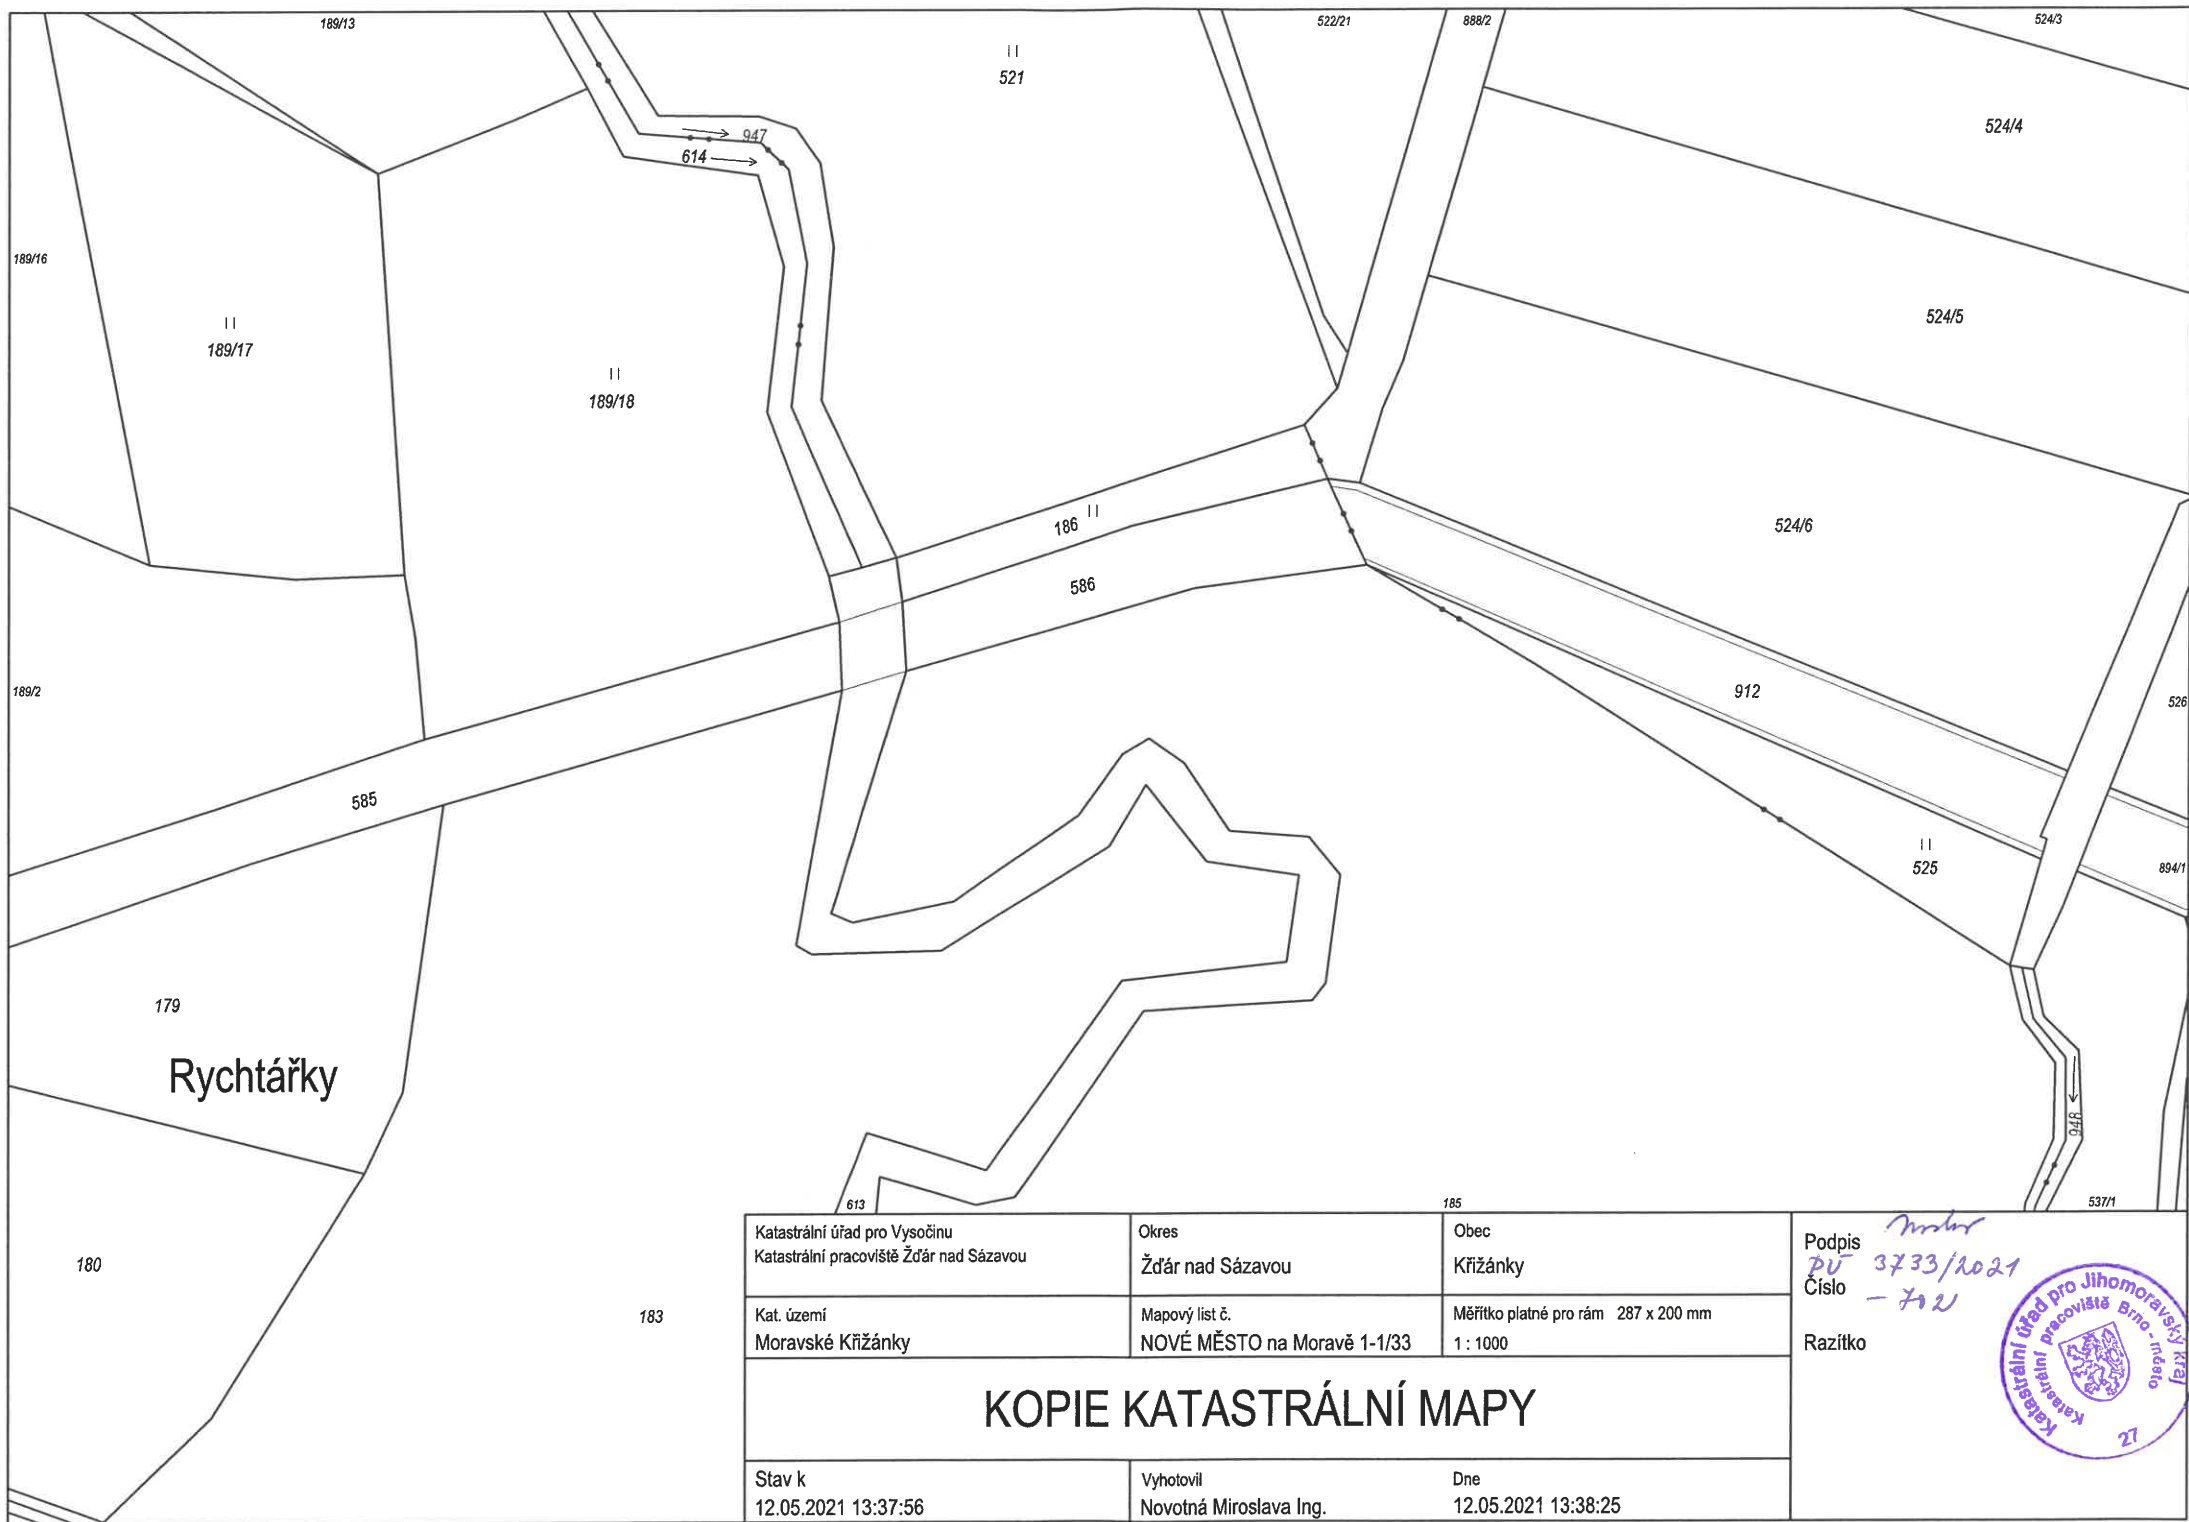 189/13
522/21
888/2
524/3
521
524/4
947
614
189/16
524/5
189/17
189/18
186
524/6
586
189/2
912
526
585
525
894/1
179
Rychtářky
948
613
185
537/1
180
183
Katastrální úřad pro Vysočinu
Katastrální pracoviště Žďár nad Sázavou
Okres
Žďár nad Sázavou
Obec
Křižánky
Kat. území
Moravské Křižánky
Mapový list č.
NOVÉ MĚSTO na Moravě 1-1/33
Měřítko platné pro rám 287 x 200 mm
1 : 1000
KOPIE KATASTRÁLNÍ MAPY
Stav k
12.05.2021 13:37:56
Vyhotovil
Novotná Miroslava Ing.
Dne
12.05.2021 13:38:25
Podpis
PÚ 3733/2021
Číslo
- 702
Razítko
Katastrální úřad pro Jihomoravský kraj
Katastrální pracoviště Brno - město
27